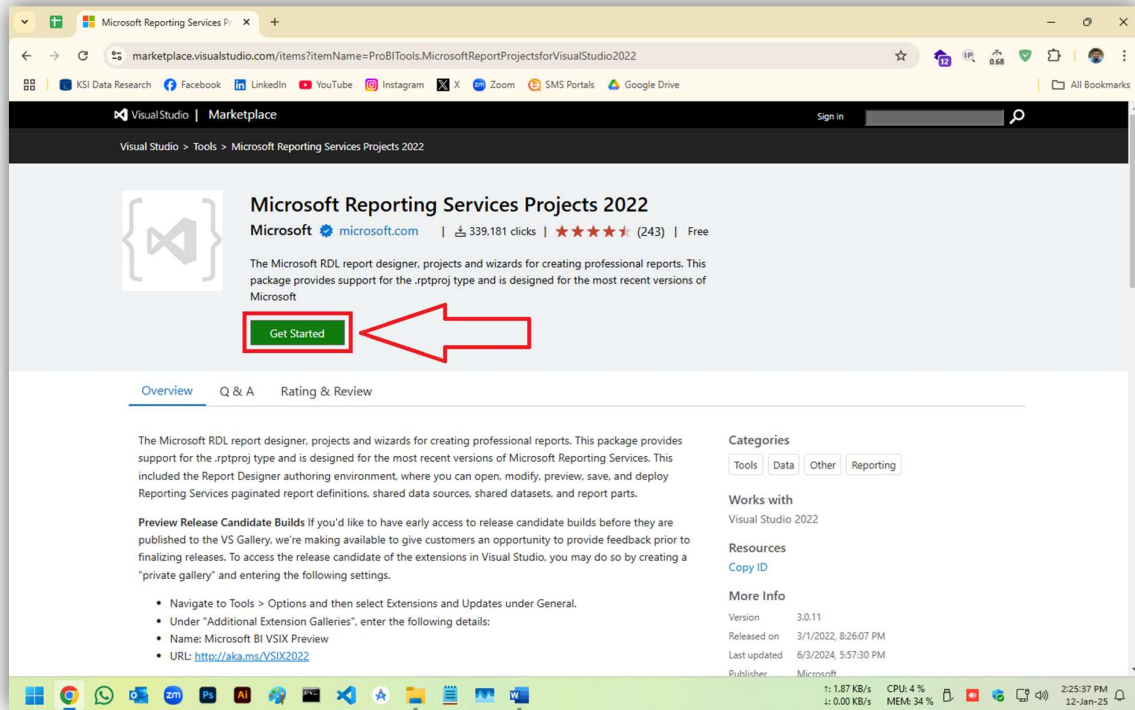 Microsoft Reporting Services Pr
marketplace.visualstudio.com/items?itemName=ProBITools.MicrosoftReportProjectsforVisualStudio2022
12
IP
0.68
KSI Data Research Facebook LinkedIn YouTube Instagram X Zoom SMS Portals Google Drive All Bookmarks
Visual Studio | Marketplace Sign in
Visual Studio > Tools > Microsoft Reporting Services Projects 2022
Microsoft Reporting Services Projects 2022
Microsoft microsoft.com | 339,181 clicks | (243) | Free
The Microsoft RDL report designer, projects and wizards for creating professional reports. This
package provides support for the .rptproj type and is designed for the most recent versions of
Microsoft
Get Started
Overview Q & A Rating & Review
The Microsoft RDL report designer, projects and wizards for creating professional reports. This package provides
support for the .rptproj type and is designed for the most recent versions of Microsoft Reporting Services. This
included the Report Designer authoring environment, where you can open, modify, preview, save, and deploy
Reporting Services paginated report definitions, shared data sources, shared datasets, and report parts.
Preview Release Candidate Builds If you'd like to have early access to release candidate builds before they are
published to the VS Gallery, we're making available to give customers an opportunity to provide feedback prior to
finalizing releases. To access the release candidate of the extensions in Visual Studio, you may do so by creating a
"private gallery" and entering the following settings.
• Navigate to Tools > Options and then select Extensions and Updates under General.
• Under "Additional Extension Galleries", enter the following details:
• Name: Microsoft BI VSIX Preview
• URL: http://aka.ms/VSIX2022
Categories
Tools Data Other Reporting
Works with
Visual Studio 2022
Resources
Copy ID
More Info
Version 3.0.11
Released on 3/1/2022, 8:26:07 PM
Last updated 6/3/2024, 5:57:30 PM
Publisher Microsoft
zm Ps Ai
↑: 1.87 KB/s CPU: 4 % 2:25:37 PM
↓: 0.00 KB/s MEM: 34 % 12-Jan-25